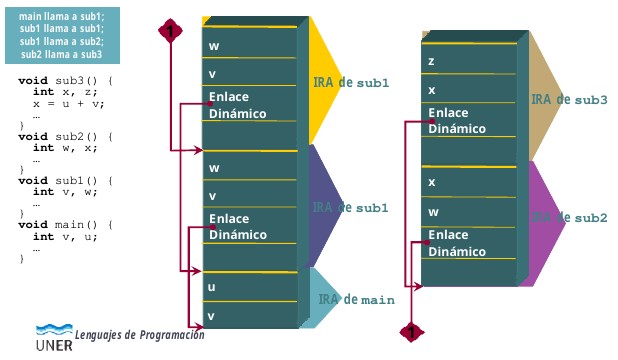 main llama a sub1;
sub1 llama a sub1;
sub1 llama a sub2;
sub2 llama a sub3
void sub3() {
int x, z;
x = u + v;
…
}
void sub2() {
int w, x;
…
}
void sub1() {
int v, w;
…
}
void main() {
int v, u;
…
}
1
w
v
Enlace
Dinámico
IRA de sub1
w
v
Enlace
Dinámico
IRA de sub1
u
v
IRA de main
z
x
Enlace
Dinámico
IRA de sub3
x
w
Enlace
Dinámico
IRA de sub2
1
UNER
Lenguajes de Programación